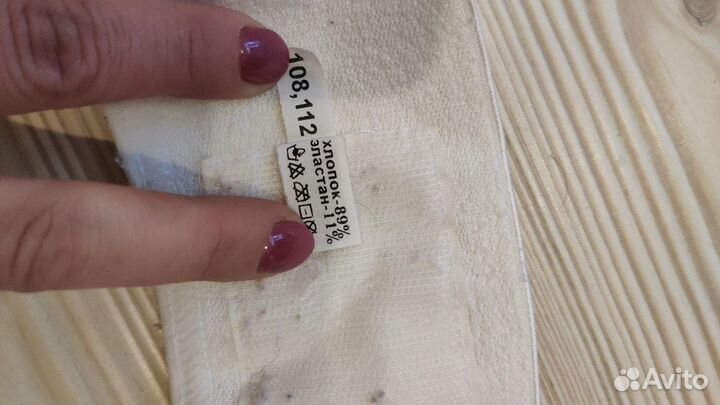 108,112
хлопок-89%
эластан-11%
Avito